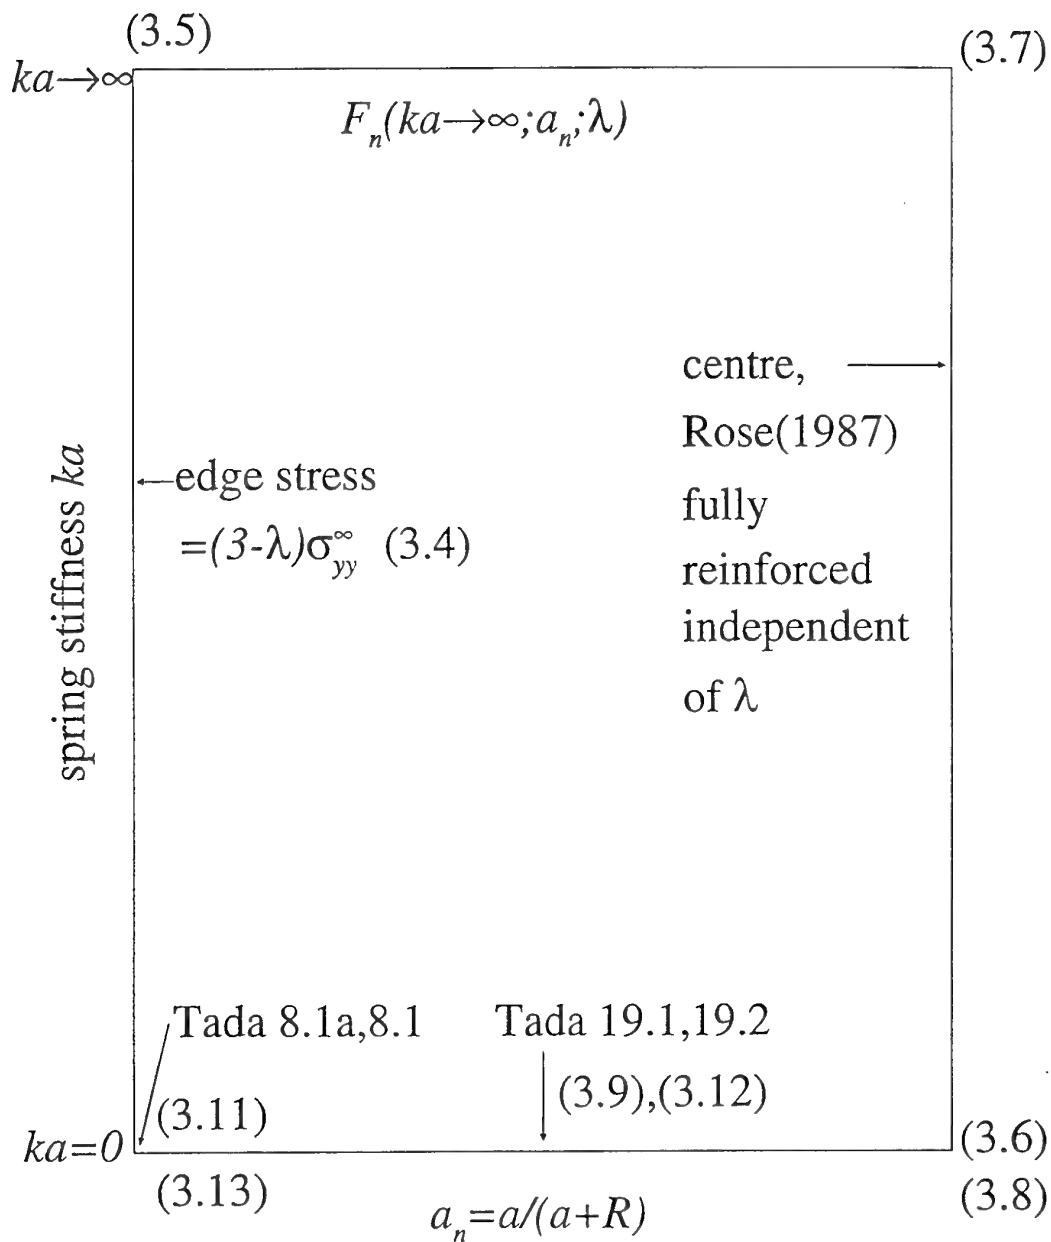 (3.5)
(3.7)
ka→∞
F_n(ka→∞;a_n;λ)
centre,
Rose(1987)
fully
reinforced
independent
of λ
spring stiffness ka
edge stress
=(3-λ)σ_yy^∞ (3.4)
Tada 8.1a,8.1
Tada 19.1,19.2
(3.9),(3.12)
(3.11)
ka=0
(3.6)
(3.13)
(3.8)
a_n=a/(a+R)